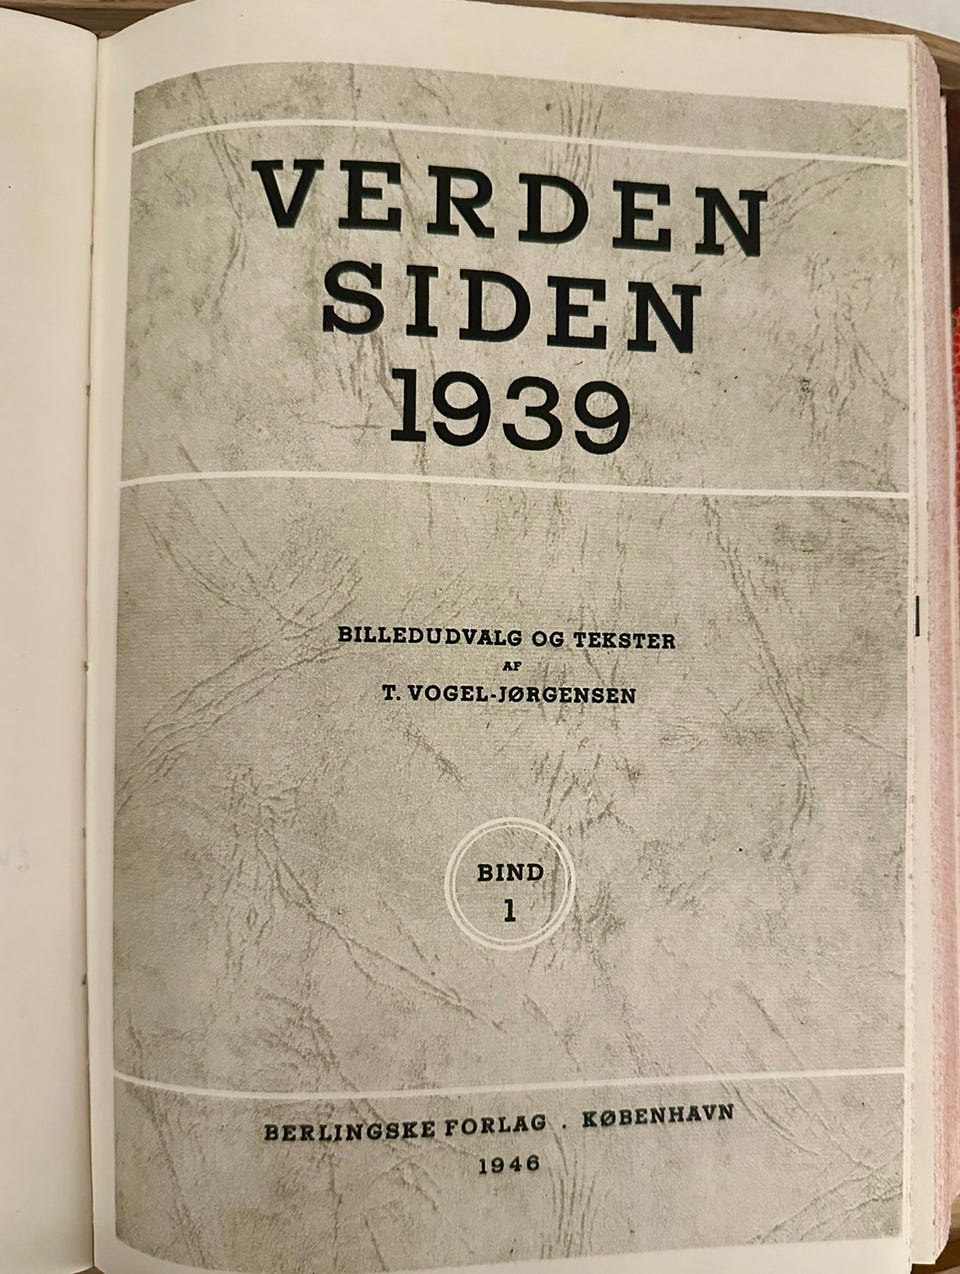 VERDEN
SIDEN
1939
BILLEDUDVALG OG TEKSTER
AF
T. VOGEL-JØRGENSEN
BIND
1
BERLINGSKE FORLAG . KØBENHAVN
1946